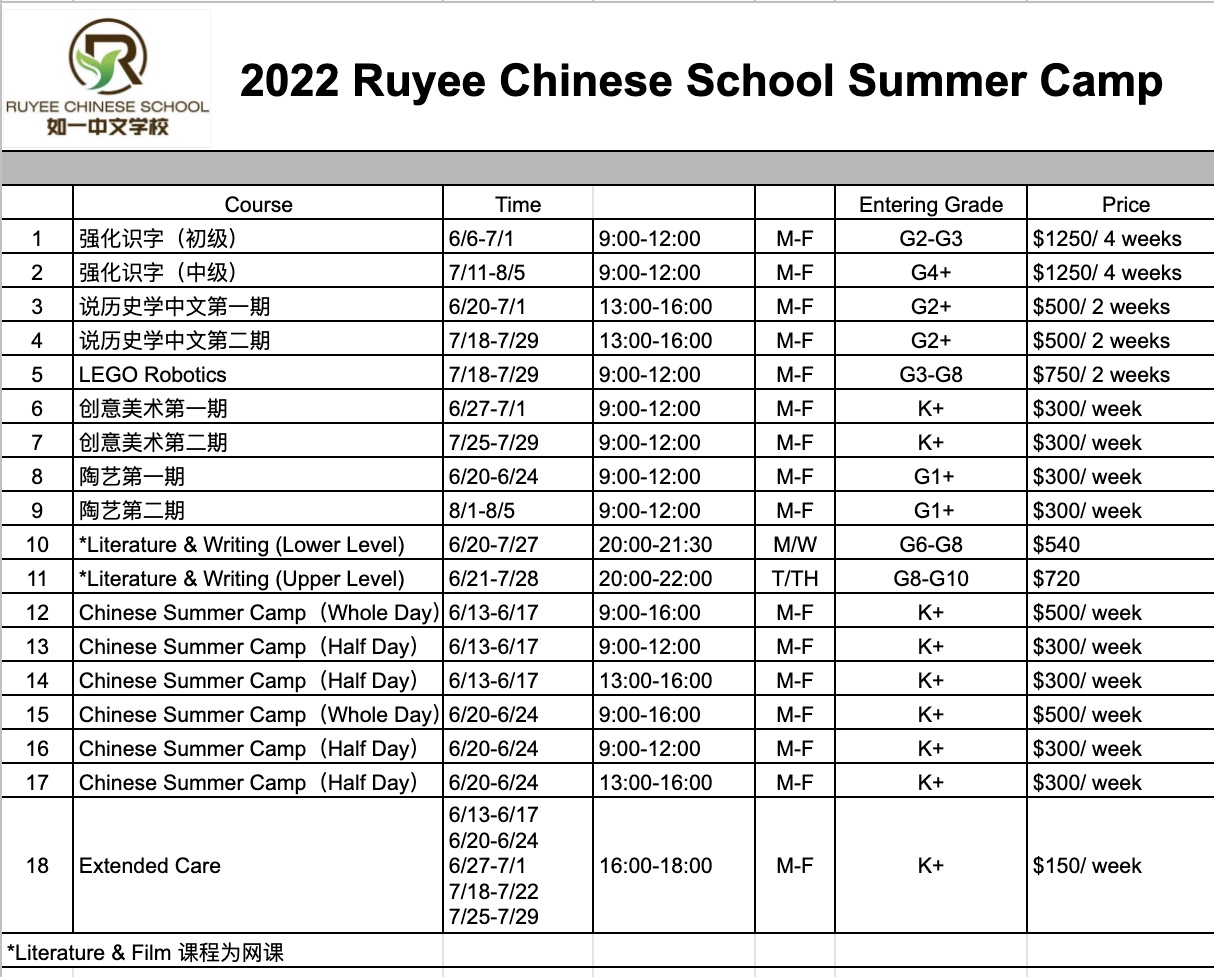 RUYEE CHINESE SCHOOL
如一中文学校
2022 Ruyee Chinese School Summer Camp
Course Time Entering Grade Price
1 强化识字（初级） 6/6-7/1 9:00-12:00 M-F G2-G3 $1250/ 4 weeks
2 强化识字（中级） 7/11-8/5 9:00-12:00 M-F G4+ $1250/ 4 weeks
3 说历史学中文第一期 6/20-7/1 13:00-16:00 M-F G2+ $500/ 2 weeks
4 说历史学中文第二期 7/18-7/29 13:00-16:00 M-F G2+ $500/ 2 weeks
5 LEGO Robotics 7/18-7/29 9:00-12:00 M-F G3-G8 $750/ 2 weeks
6 创意美术第一期 6/27-7/1 9:00-12:00 M-F K+ $300/ week
7 创意美术第二期 7/25-7/29 9:00-12:00 M-F K+ $300/ week
8 陶艺第一期 6/20-6/24 9:00-12:00 M-F G1+ $300/ week
9 陶艺第二期 8/1-8/5 9:00-12:00 M-F G1+ $300/ week
10 *Literature & Writing (Lower Level) 6/20-7/27 20:00-21:30 M/W G6-G8 $540
11 *Literature & Writing (Upper Level) 6/21-7/28 20:00-22:00 T/TH G8-G10 $720
12 Chinese Summer Camp（Whole Day) 6/13-6/17 9:00-16:00 M-F K+ $500/ week
13 Chinese Summer Camp（Half Day） 6/13-6/17 9:00-12:00 M-F K+ $300/ week
14 Chinese Summer Camp（Half Day） 6/13-6/17 13:00-16:00 M-F K+ $300/ week
15 Chinese Summer Camp（Whole Day) 6/20-6/24 9:00-16:00 M-F K+ $500/ week
16 Chinese Summer Camp（Half Day） 6/20-6/24 9:00-12:00 M-F K+ $300/ week
17 Chinese Summer Camp（Half Day） 6/20-6/24 13:00-16:00 M-F K+ $300/ week
6/13-6/17
6/20-6/24
18 Extended Care 6/27-7/1 16:00-18:00 M-F K+ $150/ week
7/18-7/22
7/25-7/29
*Literature & Film 课程为网课